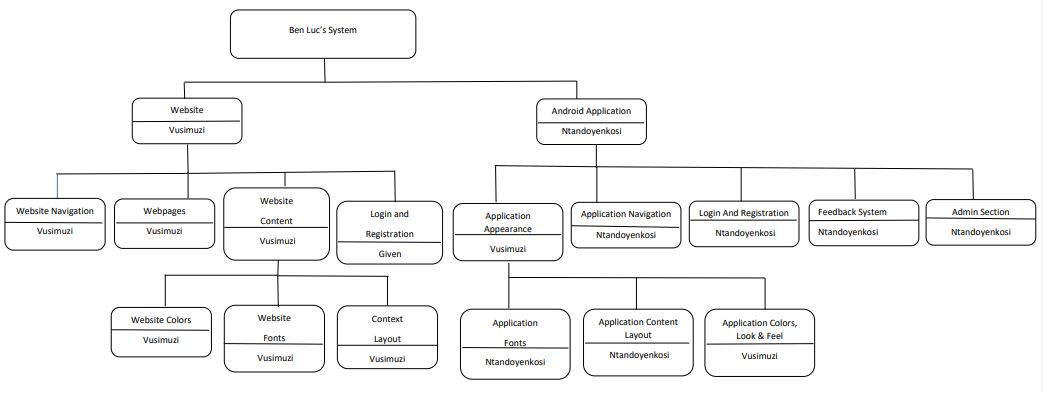 Ben Luc's System
Website
Vusimuzi
Android Application
Ntandoyenkosi
Website Navigation
Vusimuzi
Webpages
Vusimuzi
Website
Content
Vusimuzi
Login and
Registration
Given
Application
Appearance
Vusimuzi
Application Navigation
Ntandoyenkosi
Login And Registration
Ntandoyenkosi
Feedback System
Ntandoyenkosi
Admin Section
Ntandoyenkosi
Website Colors
Vusimuzi
Website
Fonts
Vusimuzi
Context
Layout
Vusimuzi
Application
Fonts
Ntandoyenkosi
Application Content
Layout
Ntandoyenkosi
Application Colors,
Look & Feel
Vusimuzi